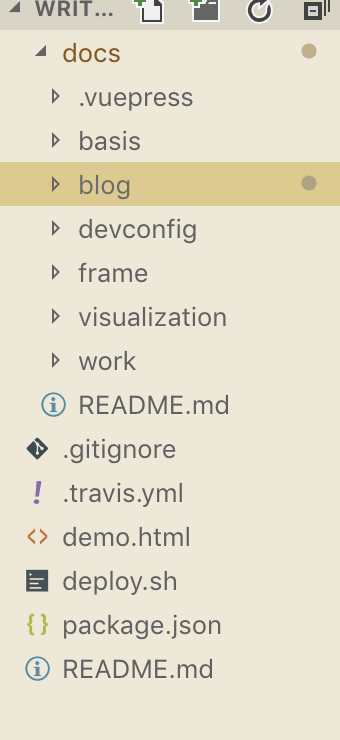 WRIT...
docs
.vuepress
basis
blog
devconfig
frame
visualization
work
README.md
.gitignore
.travis.yml
demo.html
deploy.sh
package.json
README.md